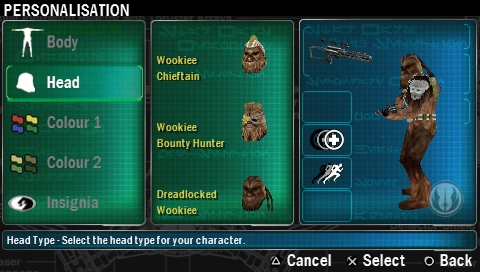 PERSONALISATION
Body
Head
Colour 1
Colour 2
Insignia
Wookiee
Chieftain
Wookiee
Bounty Hunter
Dreadlocked
Wookiee
Head Type - Select the head type for your character.
Cancel
Select
Back